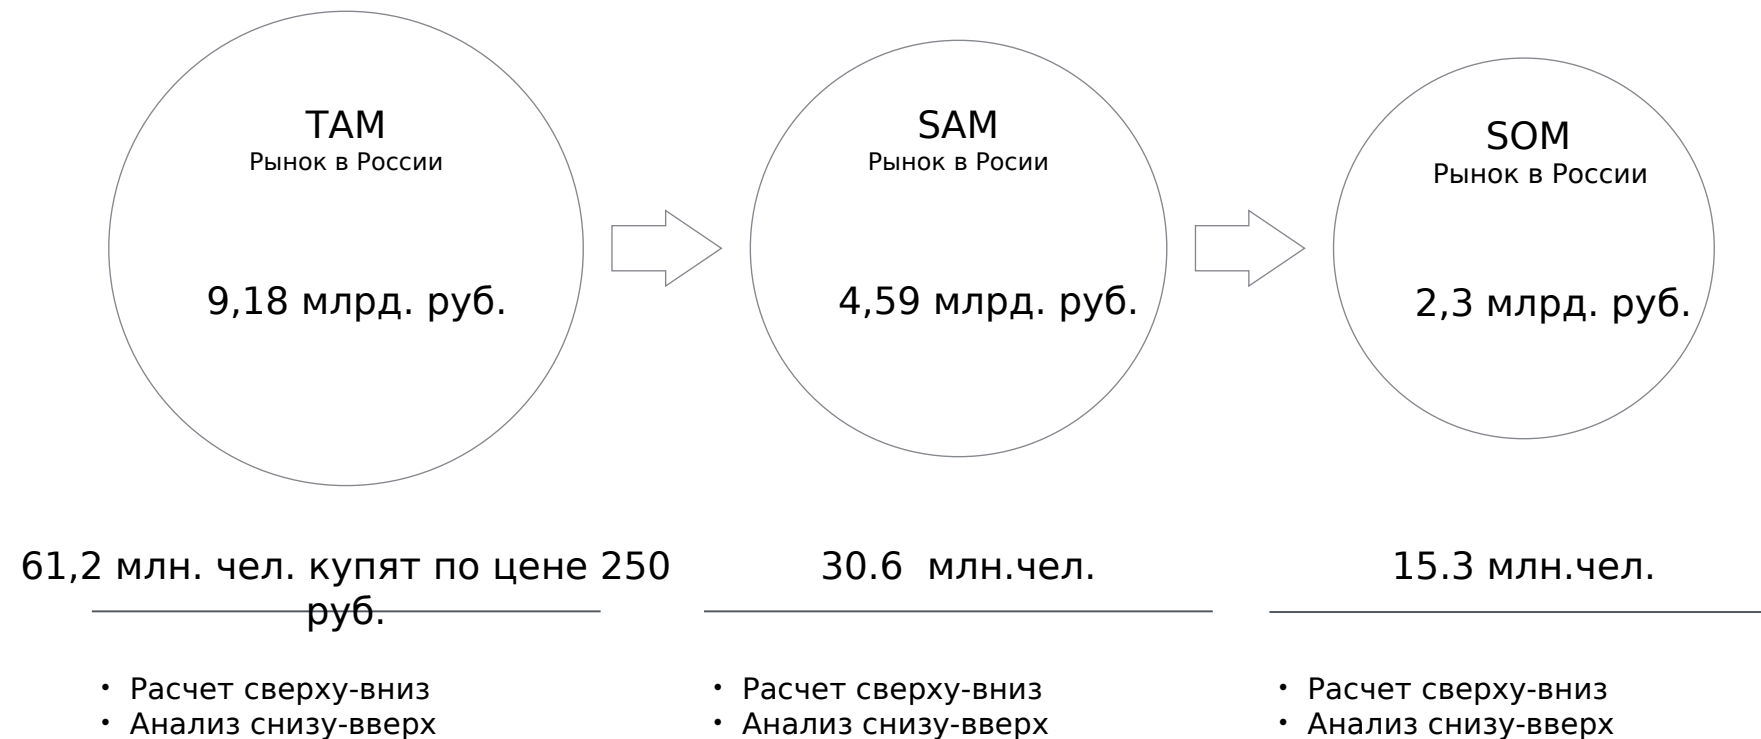 TAM
Рынок в России
9,18 млрд. руб.
SAM
Рынок в Росии
4,59 млрд. руб.
SOM
Рынок в России
2,3 млрд. руб.
61,2 млн. чел. купят по цене 250
руб.
30.6 млн.чел.
15.3 млн.чел.
• Расчет сверху-вниз
• Анализ снизу-вверх
• Расчет сверху-вниз
• Анализ снизу-вверх
• Расчет сверху-вниз
• Анализ снизу-вверх